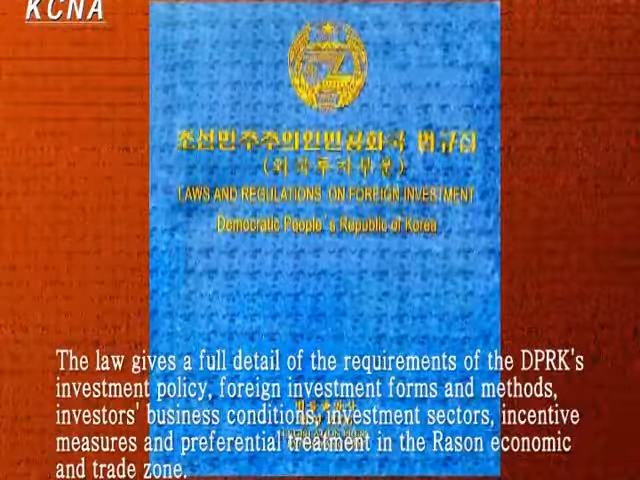 KCNA
조선민주주의인민공화국 법규집
(외국투자부문)
LAWS AND REGULATIONS ON FOREIGN INVESTMENT
Democratic People's Republic of Korea
The law gives a full detail of the requirements of the DPRK's
investment policy, foreign investment forms and methods,
investors' business conditions, investment sectors, incentive
measures and preferential treatment in the Rason economic
and trade zone.